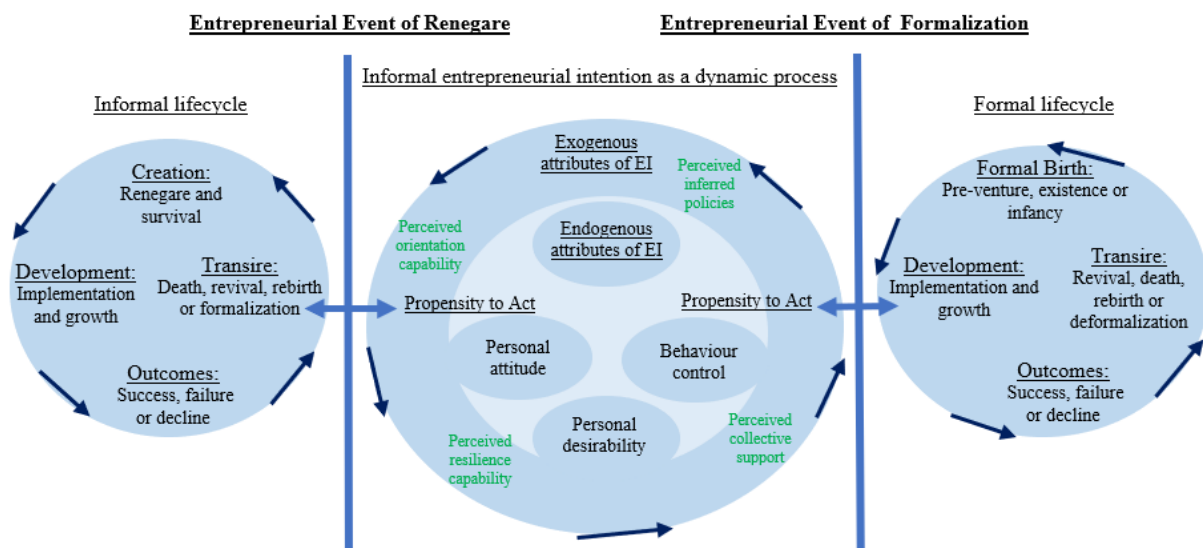 Entrepreneurial Event of Renegare
Entrepreneurial Event of  Formalization
Informal entrepreneurial intention as a dynamic process
Informal lifecycle
Creation:
Renegare and
survival
Development:
Implementation
and growth
Transire:
Death, revival, rebirth
or formalization
Outcomes:
Success, failure
or decline
Exogenous
attributes of EI
Perceived
inferred
policies
Perceived
orientation
capability
Endogenous
attributes of EI
Propensity to Act
Propensity to Act
Personal
attitude
Behaviour
control
Personal
desirability
Perceived
resilience
capability
Perceived
collective
support
Formal lifecycle
Formal Birth:
Pre-venture, existence or
infancy
Development:
Implementation and
growth
Transire:
Revival, death,
rebirth or
deformalization
Outcomes:
Success, failure
or decline